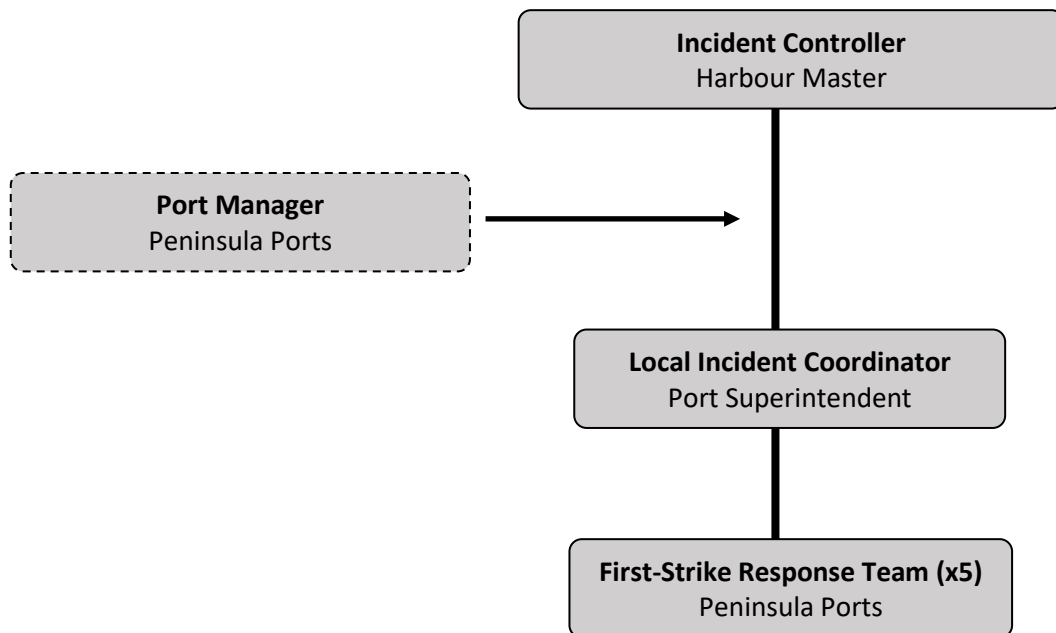 Incident Controller
Harbour Master
Port Manager
Peninsula Ports
Local Incident Coordinator
Port Superintendent
First-Strike Response Team (x5)
Peninsula Ports